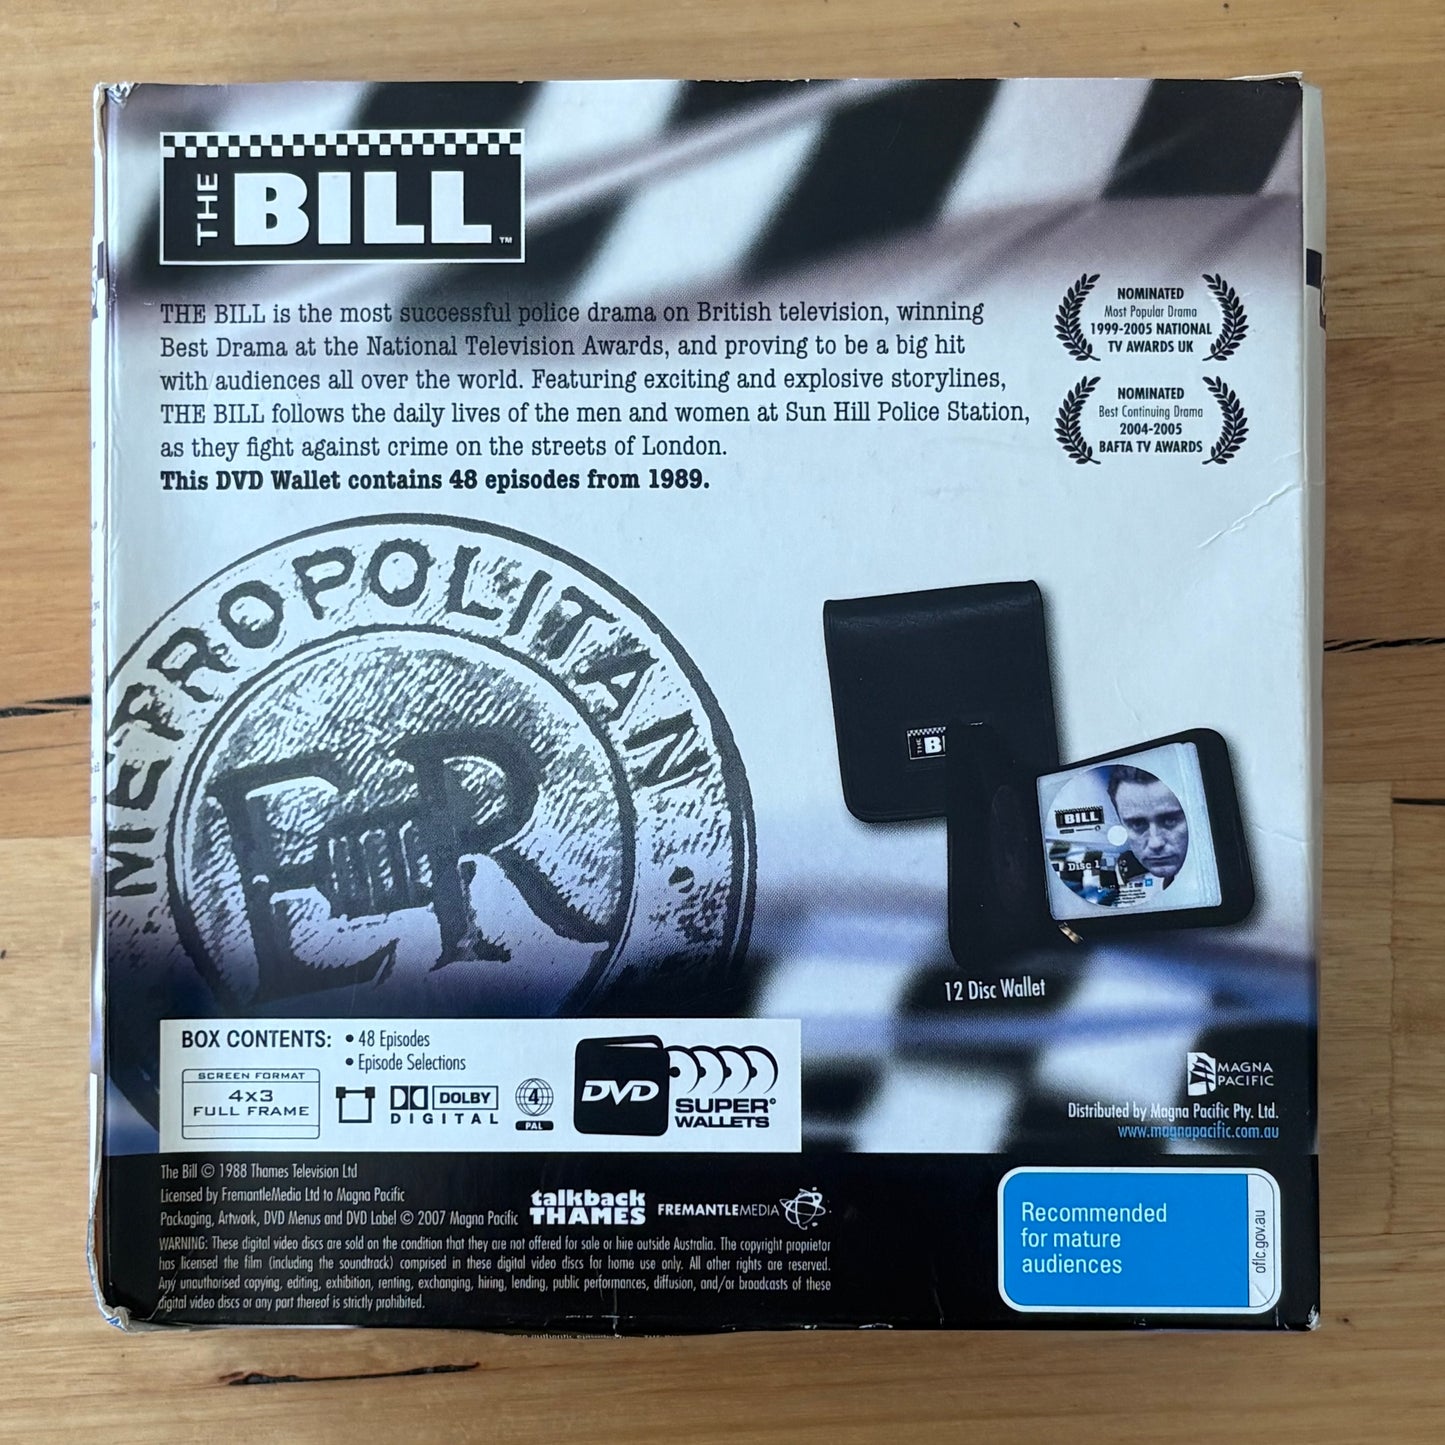 THE BILL™
THE BILL is the most successful police drama on British television, winning
Best Drama at the National Television Awards, and proving to be a big hit
with audiences all over the world. Featuring exciting and explosive storylines,
THE BILL follows the daily lives of the men and women at Sun Hill Police Station,
as they fight against crime on the streets of London.
This DVD Wallet contains 48 episodes from 1989.
NOMINATED
Most Popular Drama
1999-2005 NATIONAL
TV AWARDS UK
NOMINATED
Best Continuing Drama
2004-2005
BAFTA TV AWARDS
METROPOLITAN
EIIR
THE B
BILL
Disc 1
12 Disc Wallet
BOX CONTENTS:
• 48 Episodes
• Episode Selections
SCREEN FORMAT
4x3
FULL FRAME
DOLBY
DIGITAL
4
PAL
DVD
SUPER
WALLETS
MAGNA
PACIFIC
Distributed by Magna Pacific Pty. Ltd.
www.magnapacific.com.au
The Bill © 1988 Thames Television Ltd
Licensed by FremantleMedia Ltd to Magna Pacific
Packaging, Artwork, DVD Menus and DVD Label © 2007 Magna Pacific
talkback
THAMES
FREMANTLEMEDIA
WARNING: These digital video discs are sold on the condition that they are not offered for sale or hire outside Australia. The copyright proprietor
has licensed the film (including the soundtrack) comprised in these digital video discs for home use only. All other rights are reserved.
Any unauthorised copying, editing, exhibition, renting, exchanging, hiring, lending, public performances, diffusion, and/or broadcasts of these
digital video discs or any part thereof is strictly prohibited.
Recommended
for mature
audiences
oflc.gov.au